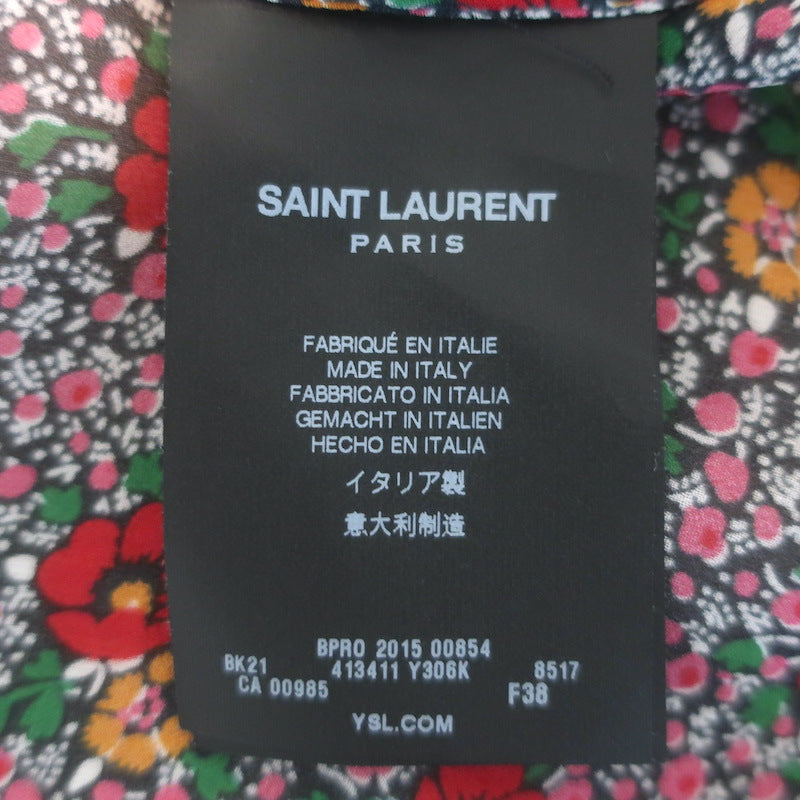 SAINT LAURENT
PARIS
FABRIQUÉ EN ITALIE
MADE IN ITALY
FABBRICATO IN ITALIA
GEMACHT IN ITALIEN
HECHO EN ITALIA
イタリア製
意大利制造
BPRO 2015 00854
BK21 413411 Y306K 8517
CA 00985 F38
YSL.COM